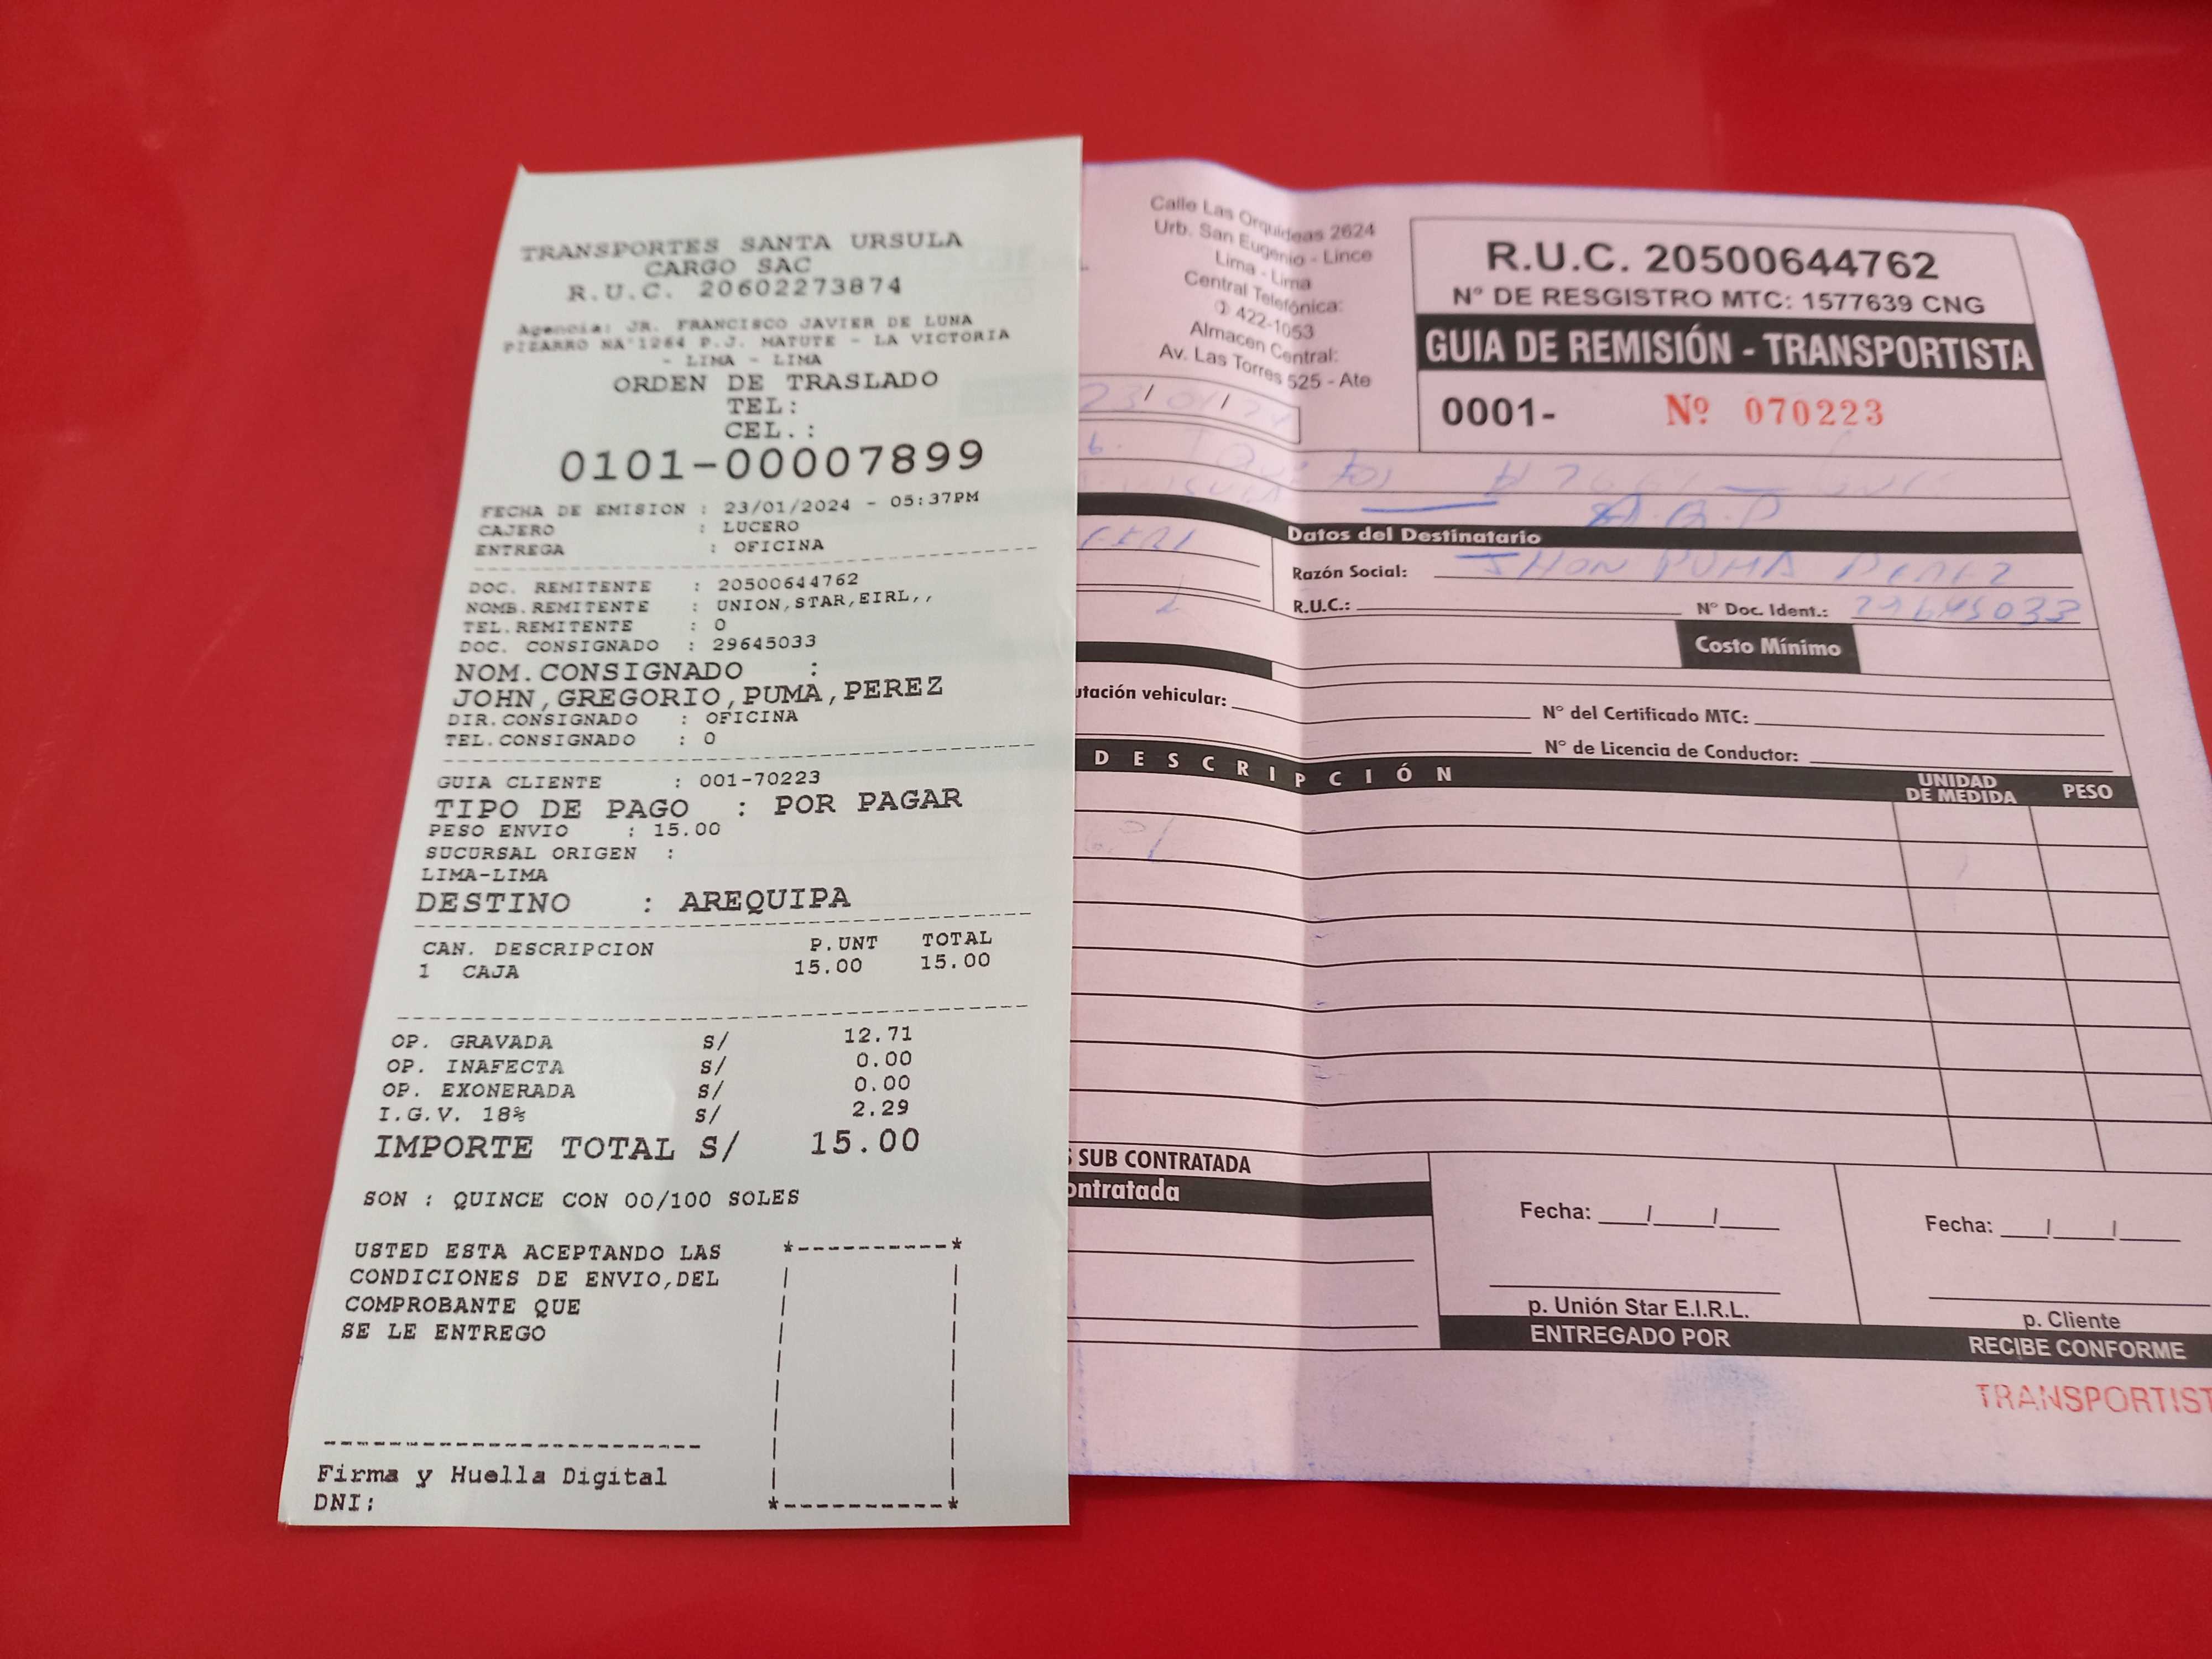 TRANSPORTES SANTA URSULA
CARGO SAC
R.U.C. 20602273874
Agencia: JR. FRANCISCO JAVIER DE LUNA
PIZARRO NA°1264 P.J. MATUTE - LA VICTORIA
- LIMA - LIMA
ORDEN DE TRASLADO
TEL:
CEL.:
0101-00007899
FECHA DE EMISION : 23/01/2024 - 05:37PM
CAJERO : LUCERO
ENTREGA : OFICINA
DOC. REMITENTE : 20500644762
NOMB.REMITENTE : UNION,STAR,EIRL,,
TEL.REMITENTE : 0
DOC. CONSIGNADO : 29645033
NOM.CONSIGNADO :
JOHN,GREGORIO,PUMA,PEREZ
DIR.CONSIGNADO : OFICINA
TEL.CONSIGNADO : 0
GUIA CLIENTE : 001-70223
TIPO DE PAGO : POR PAGAR
PESO ENVIO : 15.00
SUCURSAL ORIGEN :
LIMA-LIMA
DESTINO : AREQUIPA
CAN. DESCRIPCION P.UNT TOTAL
1 CAJA 15.00 15.00
OP. GRAVADA S/ 12.71
OP. INAFECTA S/ 0.00
OP. EXONERADA S/ 0.00
I.G.V. 18% S/ 2.29
IMPORTE TOTAL S/ 15.00
SON : QUINCE CON 00/100 SOLES
USTED ESTA ACEPTANDO LAS
CONDICIONES DE ENVIO,DEL
COMPROBANTE QUE
SE LE ENTREGO
Firma y Huella Digital
DNI:
Calle Las Orquideas 2624
Urb. San Eugenio - Lince
Lima - Lima
Central Telefónica:
✆ 422-1053
Almacen Central:
Av. Las Torres 525 - Ate
R.U.C. 20500644762
N° DE RESGISTRO MTC: 1577639 CNG
GUIA DE REMISIÓN - TRANSPORTISTA
0001- Nº 070223
23/01/24
Datos del Destinatario
Razón Social: JHON PUMA PEREZ
R.U.C.: N° Doc. Ident.: 29645033
Costo Mínimo
utación vehicular:
N° del Certificado MTC:
N° de Licencia de Conductor:
DESCRIPCIÓN UNIDAD DE MEDIDA PESO
SUB CONTRATADA
ontratada
Fecha: / /
Fecha: / /
p. Unión Star E.I.R.L.
ENTREGADO POR
p. Cliente
RECIBE CONFORME
TRANSPORTIST